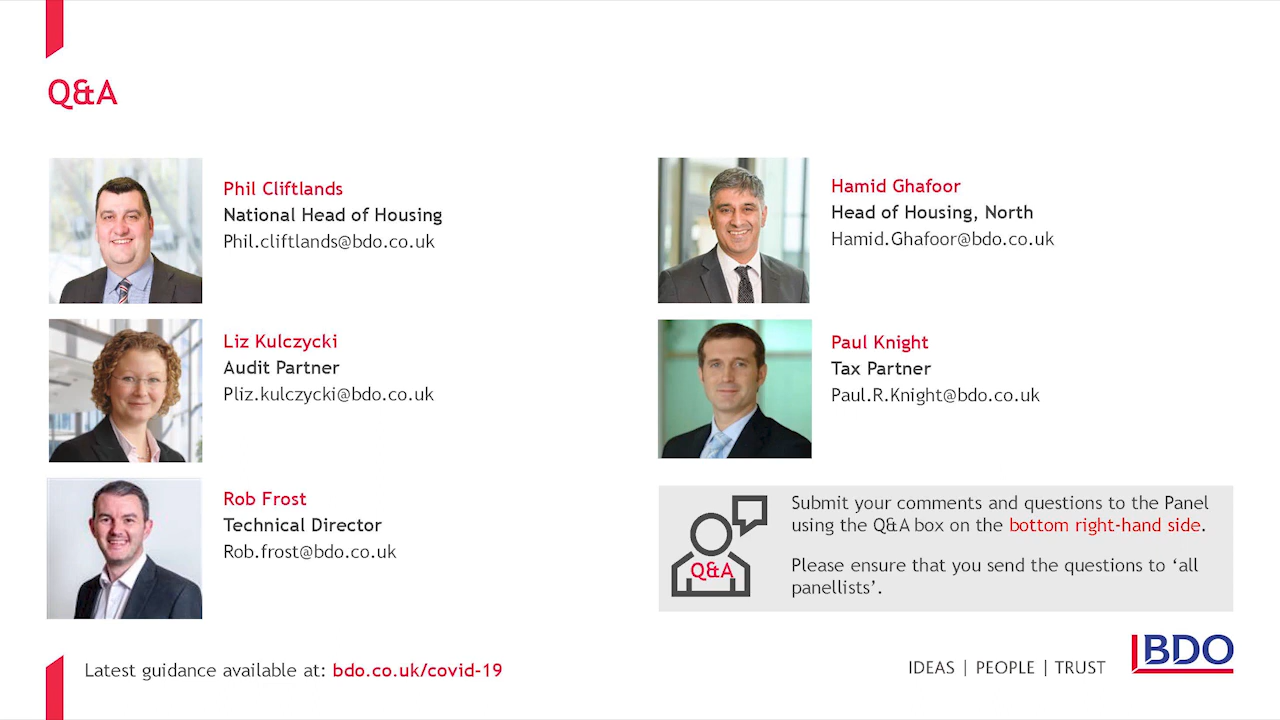 Q&A
Phil Cliftlands
National Head of Housing
Phil.cliftlands@bdo.co.uk
Hamid Ghafoor
Head of Housing, North
Hamid.Ghafoor@bdo.co.uk
Liz Kulczycki
Audit Partner
Pliz.kulczycki@bdo.co.uk
Paul Knight
Tax Partner
Paul.R.Knight@bdo.co.uk
Rob Frost
Technical Director
Rob.frost@bdo.co.uk
Q&A
Submit your comments and questions to the Panel
using the Q&A box on the bottom right-hand side.
Please ensure that you send the questions to ‘all
panellists’.
Latest guidance available at: bdo.co.uk/covid-19
IDEAS | PEOPLE | TRUST
BDO